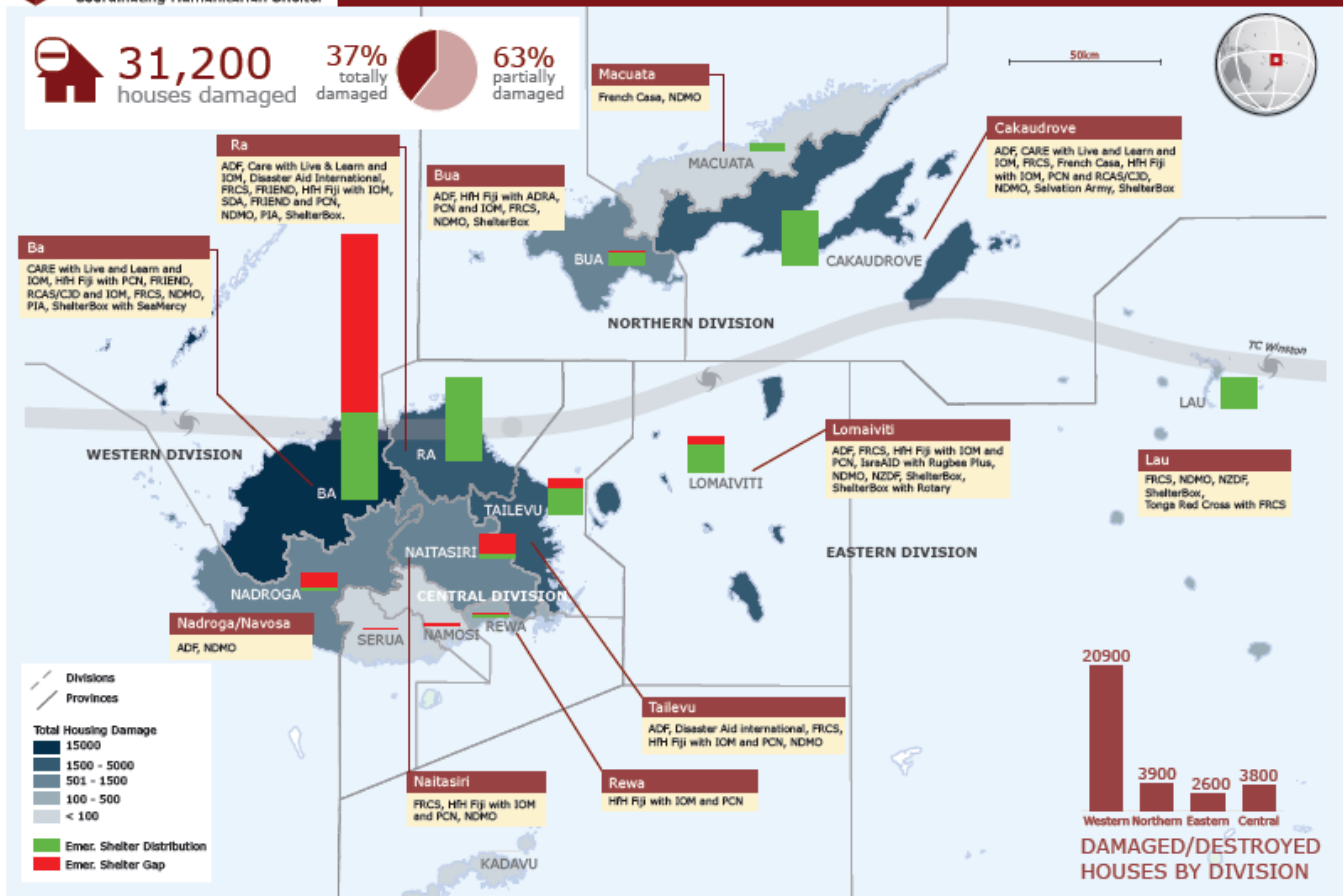 Coordinating Humanitarian Shelter
31,200
houses damaged
37%
totally
damaged
63%
partially
damaged
50km
Macuata
French Casa, NDMO
Cakaudrove
ADF, CARE with Live and Learn and
IOM, FRCS, French Casa, HfH Fiji
with IOM, PCN and RCAS/CJD,
NDMO, Salvation Army, ShelterBox
Ra
ADF, Care with Live & Learn and
IOM, Disaster Aid International,
FRCS, FRIEND, HfH Fiji with IOM,
SDA, FRIEND and PCN,
NDMO, PIA, ShelterBox.
Bua
ADF, HfH Fiji with ADRA,
PCN and IOM, FRCS,
NDMO, ShelterBox
Ba
CARE with Live and Learn and
IOM, HfH Fiji with PCN, FRIEND,
RCAS/CJD and IOM, FRCS, NDMO,
PIA, ShelterBox with SeaMercy
MACUATA
BUA
CAKAUDROVE
NORTHERN DIVISION
TC Winston
LAU
WESTERN DIVISION
RA
BA
TAILEVU
NAITASIRI
NADROGA
CENTRAL DIVISION
SERUA
NAMOSI
REWA
LOMAIVITI
Lomaiviti
ADF, FRCS, HfH Fiji with IOM and
PCN, IsraAID with Rugbee Plus,
NDMO, NZDF, ShelterBox,
ShelterBox with Rotary
Lau
FRCS, NDMO, NZDF,
ShelterBox,
Tonga Red Cross with FRCS
EASTERN DIVISION
Nadroga/Navosa
ADF, NDMO
Tailevu
ADF, Disaster Aid international, FRCS,
HfH Fiji with IOM and PCN, NDMO
Naitasiri
FRCS, HfH Fiji with IOM
and PCN, NDMO
Rewa
HfH Fiji with IOM and PCN
KADAVU
Divisions
Provinces
Total Housing Damage
15000
1500 - 5000
501 - 1500
100 - 500
< 100
Emer. Shelter Distribution
Emer. Shelter Gap
20900
3900
2600
3800
Western Northern Eastern Central
DAMAGED/DESTROYED
HOUSES BY DIVISION